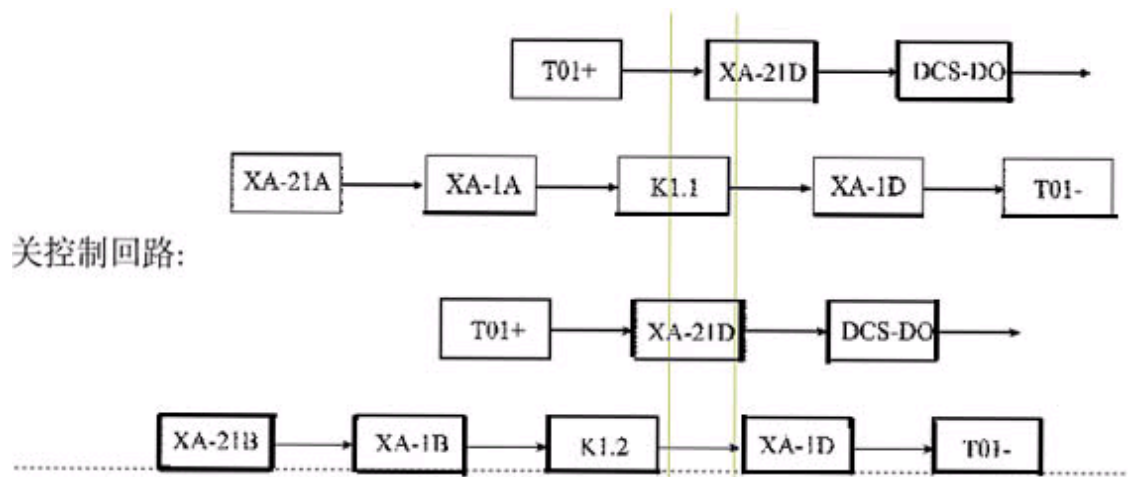 T01+ XA-21D DCS-DO
XA-21A XA-1A K1.1 XA-1D T01-
关控制回路:
T01+ XA-21D DCS-DO
XA-21B XA-1B K1.2 XA-1D T01-